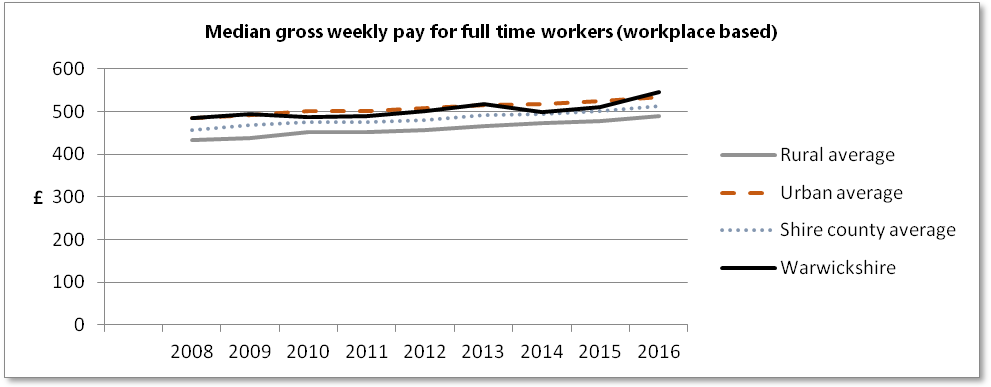 Median gross weekly pay for full time workers (workplace based)
600
500
400
300
200
100
0
£
2008 2009 2010 2011 2012 2013 2014 2015 2016
Rural average
Urban average
Shire county average
Warwickshire